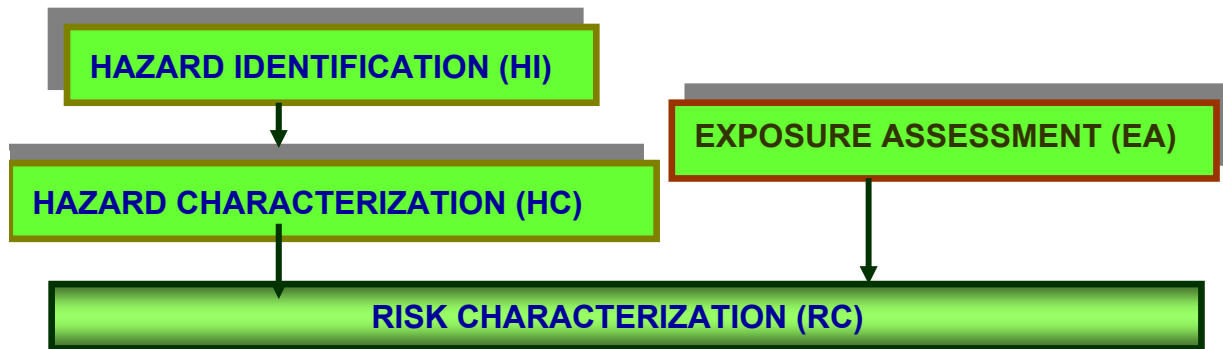 HAZARD IDENTIFICATION (HI)
EXPOSURE ASSESSMENT (EA)
HAZARD CHARACTERIZATION (HC)
RISK CHARACTERIZATION (RC)